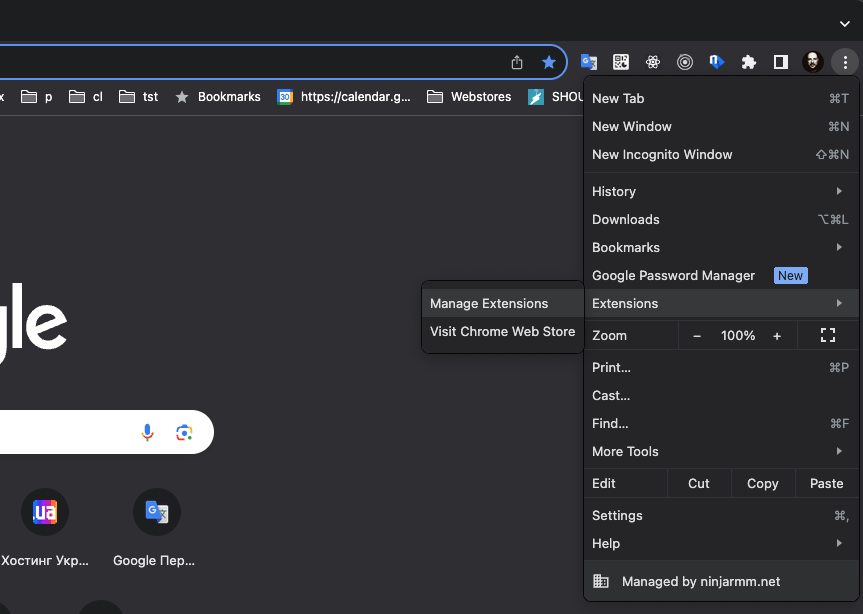 x
p
cl
tst
Bookmarks
30
https://calendar.g...
Webstores
SHOU
New Tab ⌘T
New Window ⌘N
New Incognito Window ⇧⌘N
History
Downloads ⌥⌘L
Bookmarks
Google Password Manager New
Manage Extensions
Extensions
Visit Chrome Web Store
Zoom − 100% +
gle
Print... ⌘P
Cast...
Find... ⌘F
More Tools
Edit Cut Copy Paste
.ua
G
Settings ⌘,
Help
Хостинг Укр...
Google Пер...
Managed by ninjarmm.net